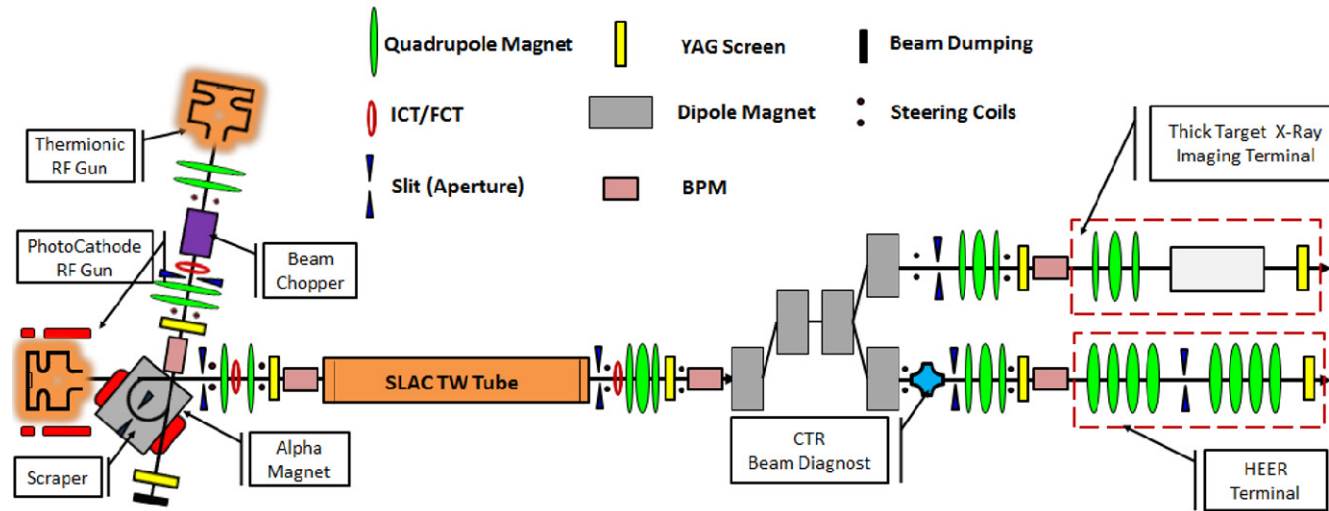 Quadrupole Magnet
YAG Screen
Beam Dumping
ICT/FCT
Dipole Magnet
Steering Coils
Slit (Aperture)
BPM
Thermionic
RF Gun
PhotoCathode
RF Gun
Beam
Chopper
Thick Target X-Ray
Imaging Terminal
SLAC TW Tube
Scraper
Alpha
Magnet
CTR
Beam Diagnost
HEER
Terminal